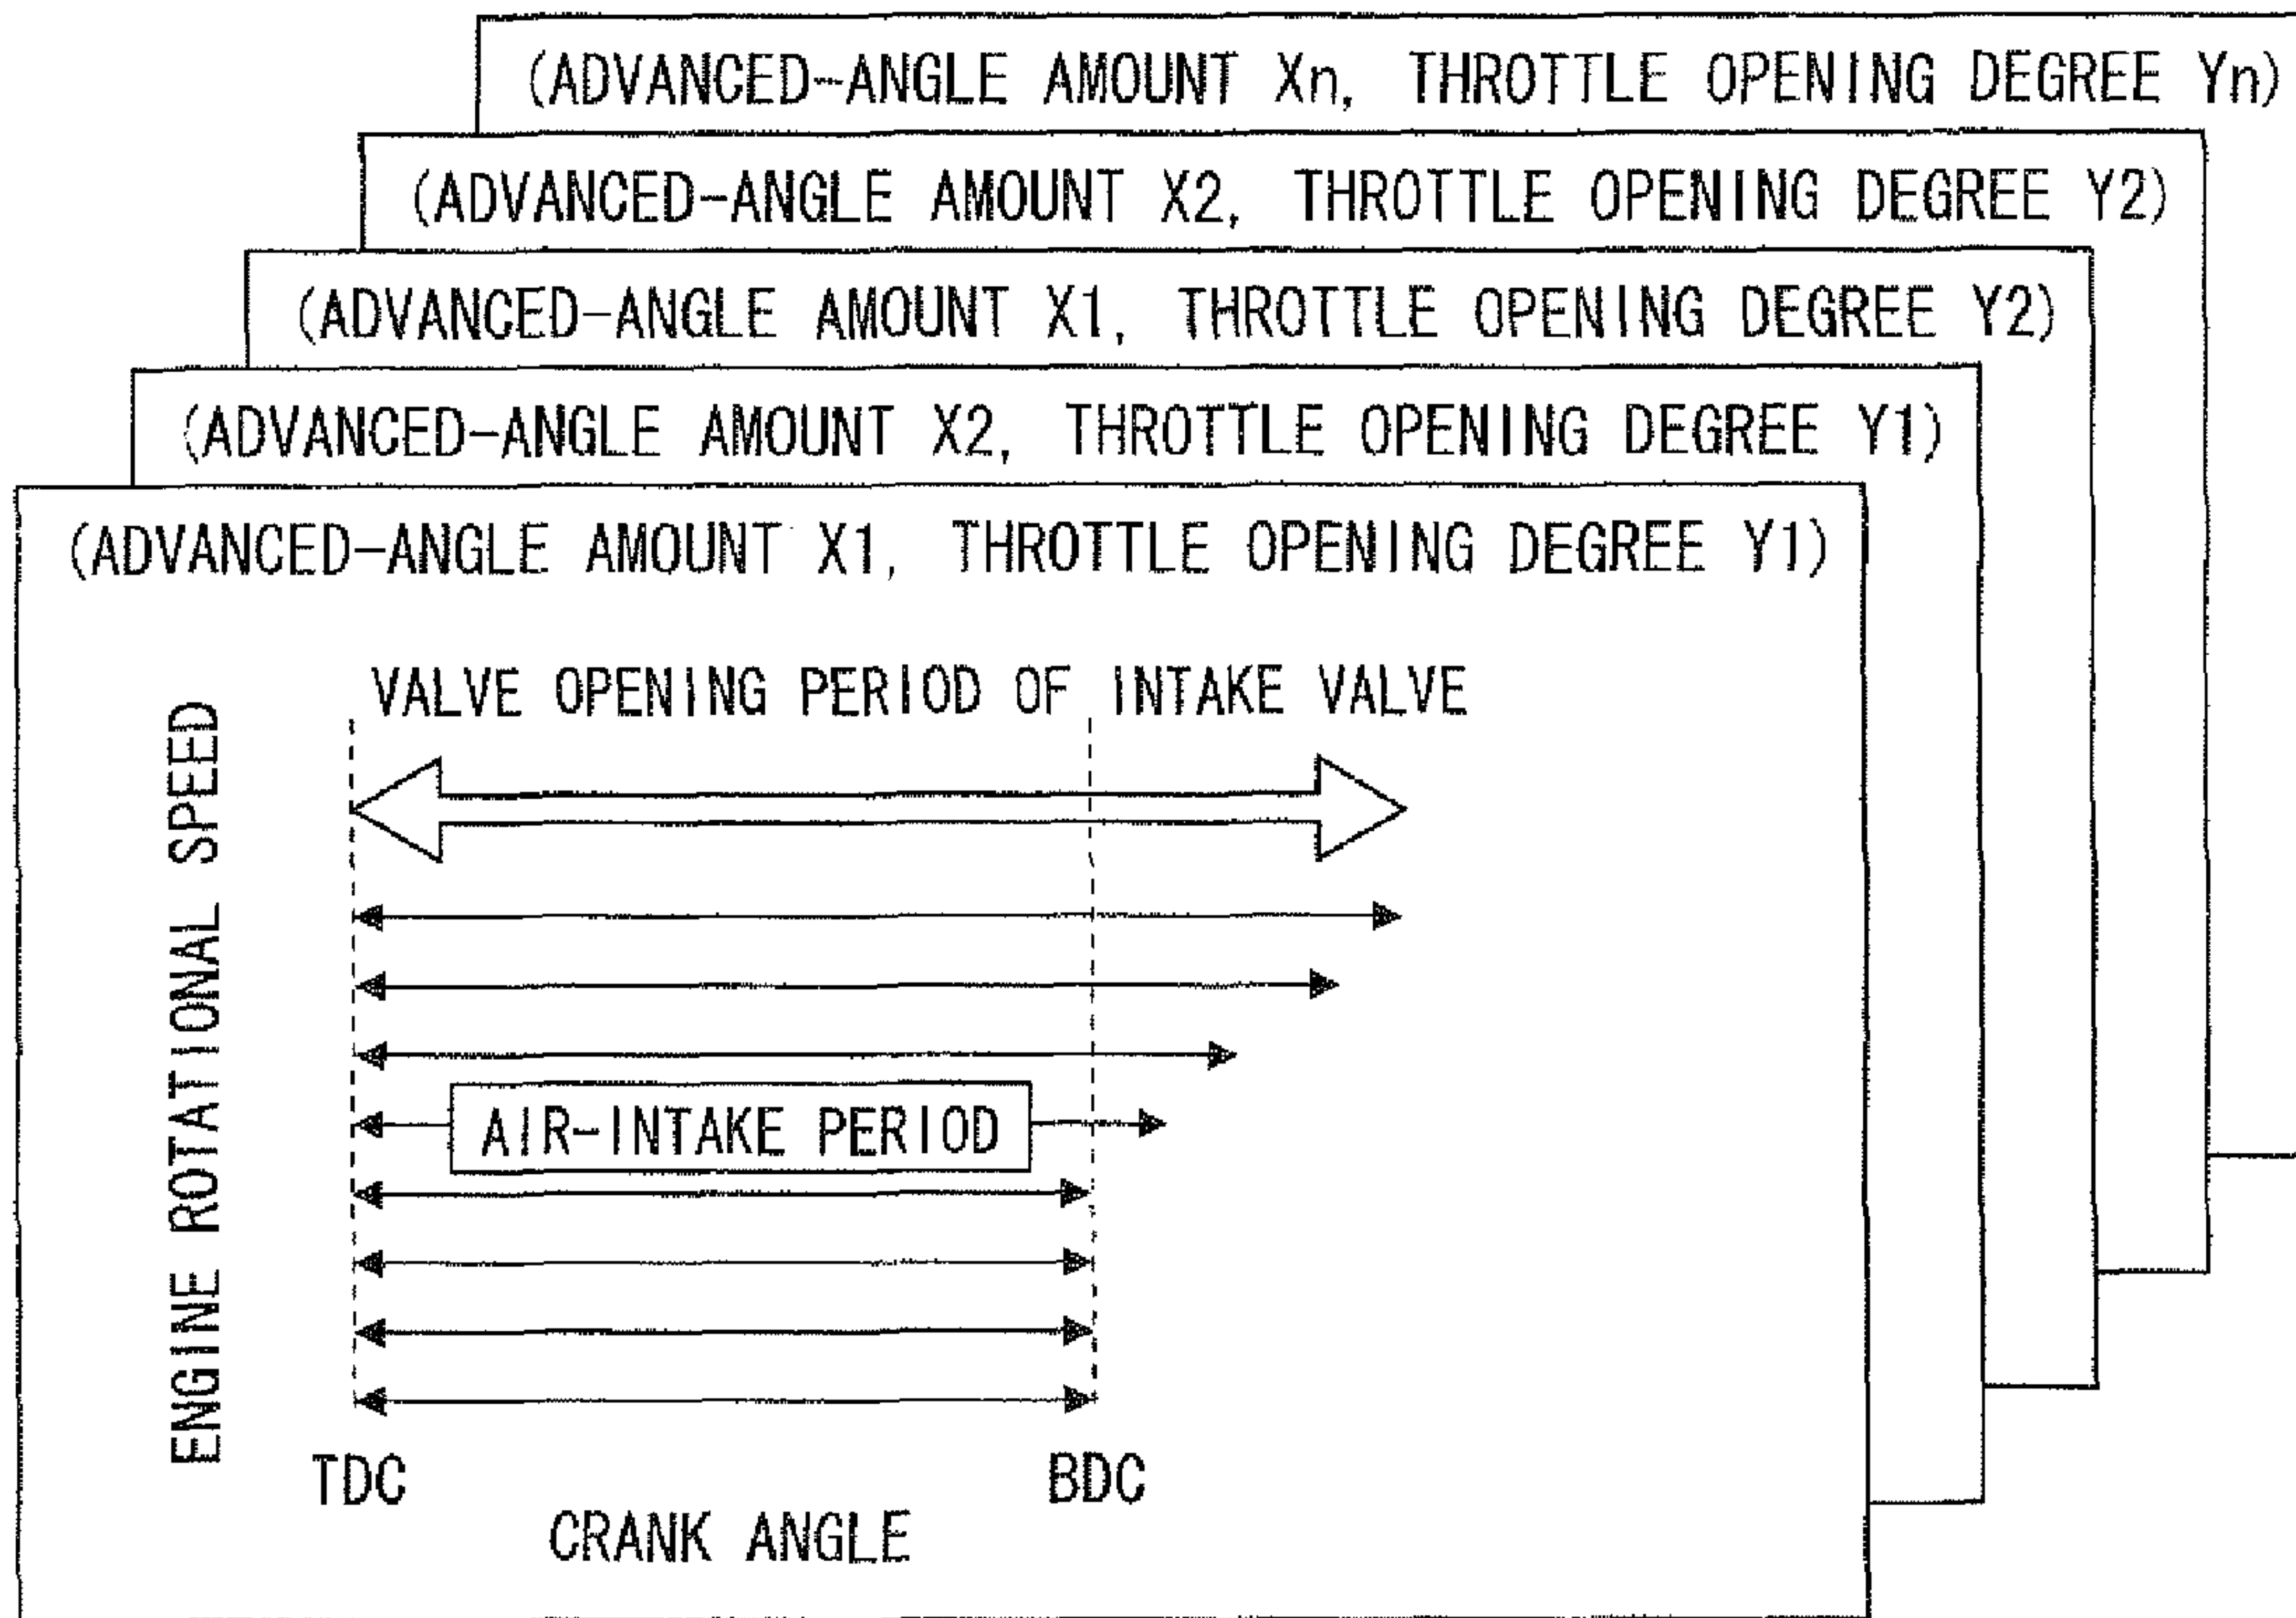 (ADVANCED-ANGLE AMOUNT Xn, THROTTLE OPENING DEGREE Yn)
(ADVANCED-ANGLE AMOUNT X2, THROTTLE OPENING DEGREE Y2)
(ADVANCED-ANGLE AMOUNT X1, THROTTLE OPENING DEGREE Y2)
(ADVANCED-ANGLE AMOUNT X2, THROTTLE OPENING DEGREE Y1)
(ADVANCED-ANGLE AMOUNT X1, THROTTLE OPENING DEGREE Y1)
VALVE OPENING PERIOD OF INTAKE VALVE
ENGINE ROTATIONAL SPEED
AIR-INTAKE PERIOD
TDC
BDC
CRANK ANGLE